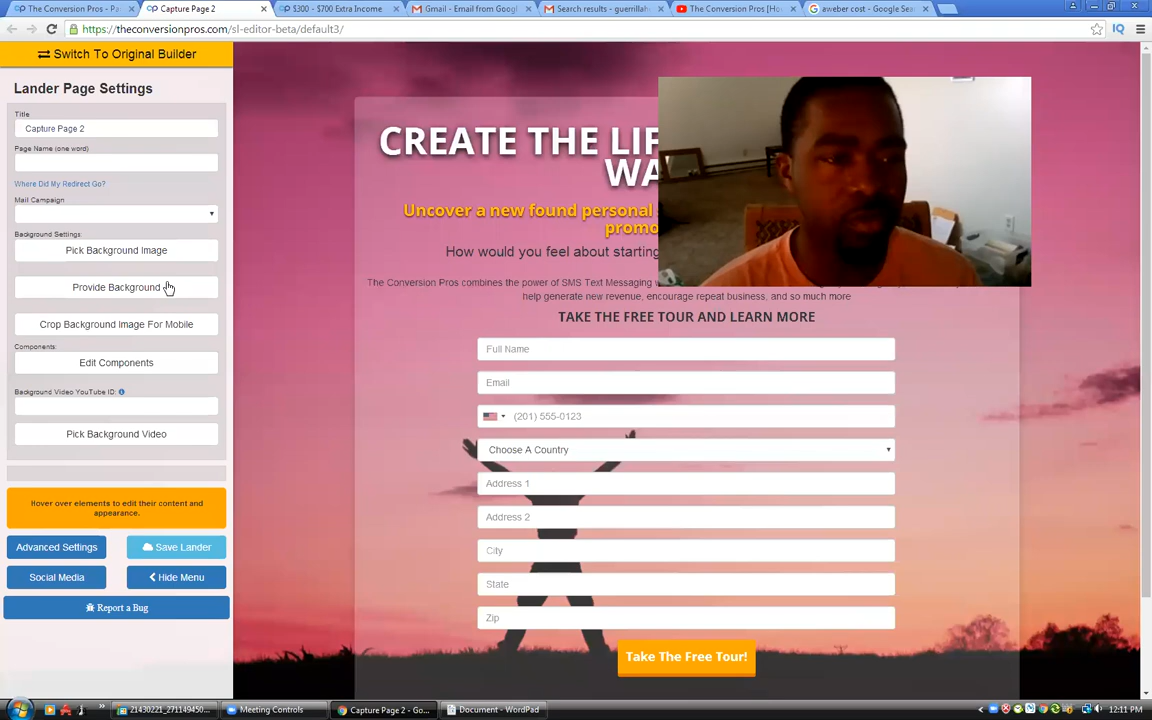 The Conversion Pros - Pa
Capture Page 2
$300 - $700 Extra Income
Gmail - Email from Googl
Search results - guerrillah
The Conversion Pros [Ho
aweber cost - Google Sea
https://theconversionpros.com/sl-editor-beta/default3/
IQ
Switch To Original Builder
Lander Page Settings
Title
Capture Page 2
Page Name (one word)
Where Did My Redirect Go?
Mail Campaign
Background Settings:
Pick Background Image
Provide Background
Crop Background Image For Mobile
Components:
Edit Components
Background Video YouTube ID:
Pick Background Video
Hover over elements to edit their content and
appearance.
Advanced Settings
Save Lander
Social Media
Hide Menu
Report a Bug
CREATE THE LIF
WA
Uncover a new found personal
promo
How would you feel about starting
The Conversion Pros combines the power of SMS Text Messaging
help generate new revenue, encourage repeat business, and so much more
TAKE THE FREE TOUR AND LEARN MORE
Full Name
Email
(201) 555-0123
Choose A Country
Address 1
Address 2
City
State
Zip
Take The Free Tour!
21430221_271149450...
Meeting Controls
Capture Page 2 - Go...
Document - WordPad
12:11 PM